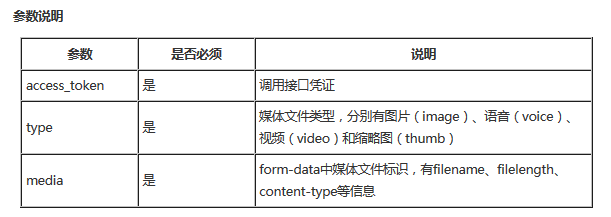 参数说明
参数 是否必须 说明
access_token 是 调用接口凭证
type 是 媒体文件类型，分别有图片（image）、语音（voice）、
视频（video）和缩略图（thumb）
media 是 form-data中媒体文件标识，有filename、filelength、
content-type等信息